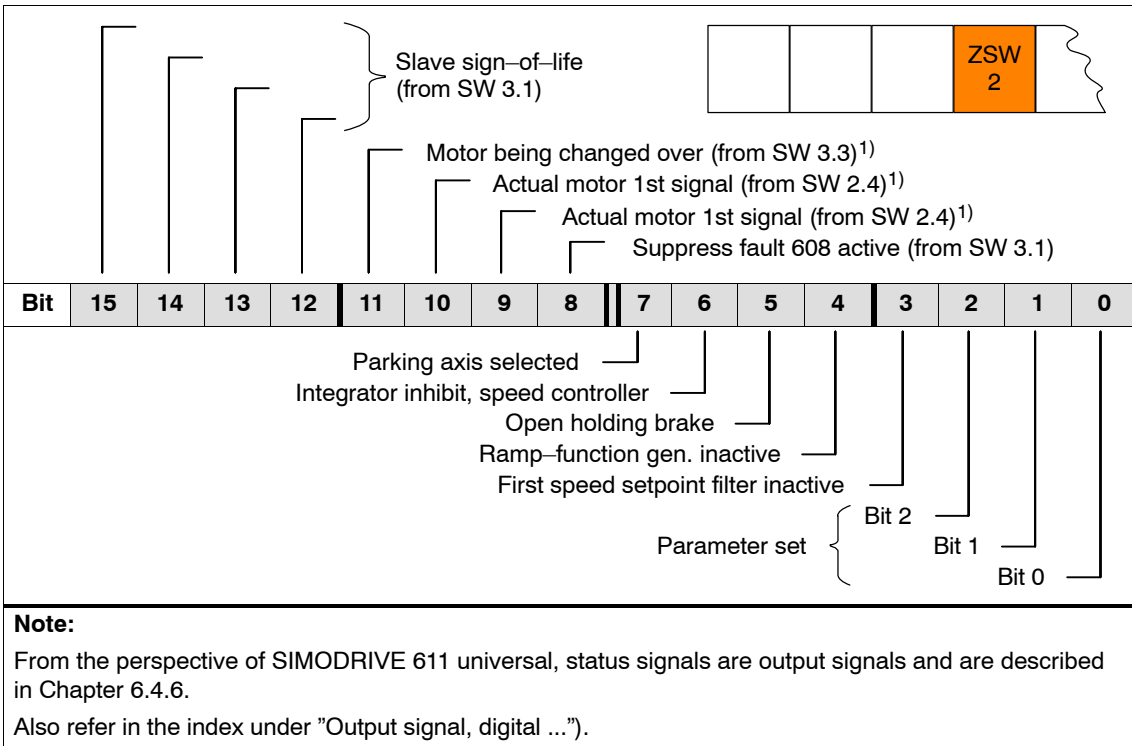 ZSW
2
Slave sign–of–life
(from SW 3.1)
Motor being changed over (from SW 3.3)1)
Actual motor 1st signal (from SW 2.4)1)
Actual motor 1st signal (from SW 2.4)1)
Suppress fault 608 active (from SW 3.1)
Bit 15 14 13 12 11 10 9 8 7 6 5 4 3 2 1 0
Parking axis selected
Integrator inhibit, speed controller
Open holding brake
Ramp–function gen. inactive
First speed setpoint filter inactive
Bit 2
Parameter set
Bit 1
Bit 0
Note:
From the perspective of SIMODRIVE 611 universal, status signals are output signals and are described
in Chapter 6.4.6.
Also refer in the index under ”Output signal, digital ...”).